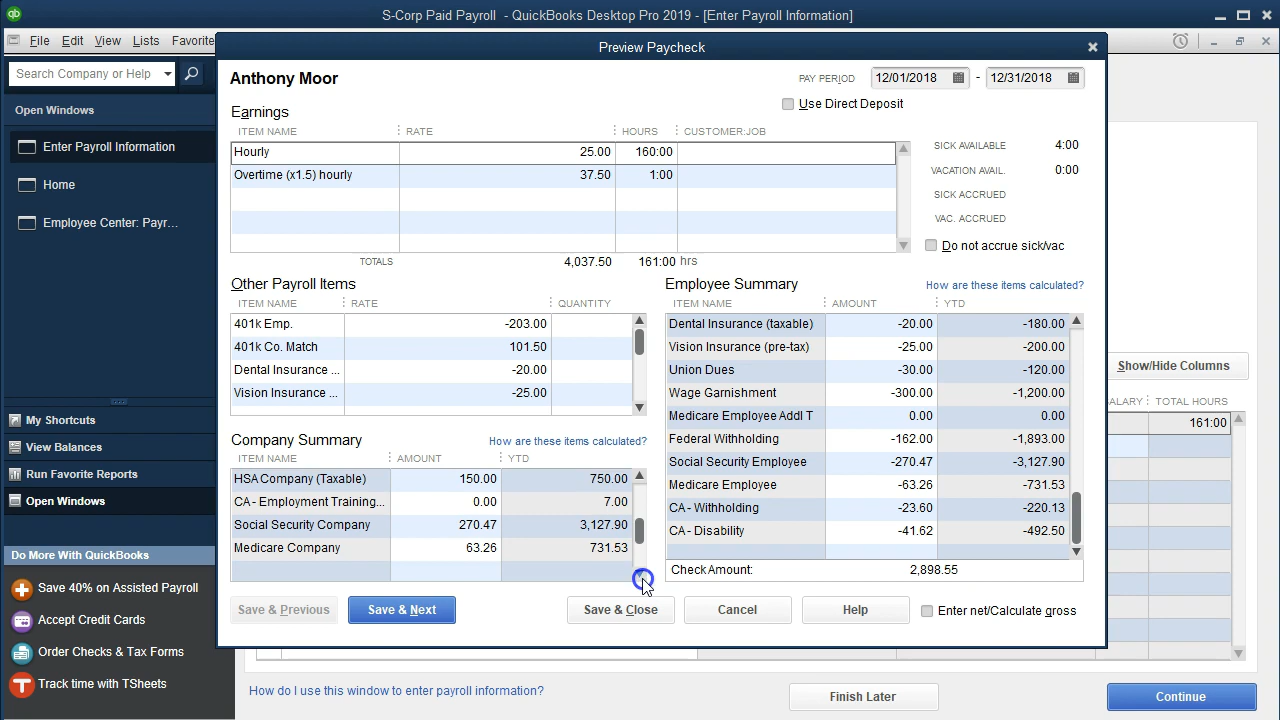 S-Corp Paid Payroll - QuickBooks Desktop Pro 2019 - [Enter Payroll Information]
File Edit View Lists Favorite
Search Company or Help
Open Windows
Enter Payroll Information
Home
Employee Center: Payr...
My Shortcuts
View Balances
Run Favorite Reports
Open Windows
Do More With QuickBooks
Save 40% on Assisted Payroll
Accept Credit Cards
Order Checks & Tax Forms
Track time with TSheets
Preview Paycheck
Anthony Moor
PAY PERIOD 12/01/2018 - 12/31/2018
Use Direct Deposit
Earnings
ITEM NAME RATE HOURS CUSTOMER:JOB
Hourly 25.00 160:00
Overtime (x1.5) hourly 37.50 1:00
TOTALS 4,037.50 161:00 hrs
SICK AVAILABLE 4:00
VACATION AVAIL. 0:00
SICK ACCRUED
VAC. ACCRUED
Do not accrue sick/vac
Other Payroll Items
ITEM NAME RATE QUANTITY
401k Emp. -203.00
401k Co. Match 101.50
Dental Insurance ... -20.00
Vision Insurance ... -25.00
Company Summary How are these items calculated?
ITEM NAME AMOUNT YTD
HSA Company (Taxable) 150.00 750.00
CA - Employment Training... 0.00 7.00
Social Security Company 270.47 3,127.90
Medicare Company 63.26 731.53
Employee Summary How are these items calculated?
ITEM NAME AMOUNT YTD
Dental Insurance (taxable) -20.00 -180.00
Vision Insurance (pre-tax) -25.00 -200.00
Union Dues -30.00 -120.00
Wage Garnishment -300.00 -1,200.00
Medicare Employee Addl T 0.00 0.00
Federal Withholding -162.00 -1,893.00
Social Security Employee -270.47 -3,127.90
Medicare Employee -63.26 -731.53
CA - Withholding -23.60 -220.13
CA - Disability -41.62 -492.50
Check Amount: 2,898.55
Save & Previous Save & Next Save & Close Cancel Help Enter net/Calculate gross
Show/Hide Columns
ALARY TOTAL HOURS
161:00
How do I use this window to enter payroll information?
Finish Later Continue